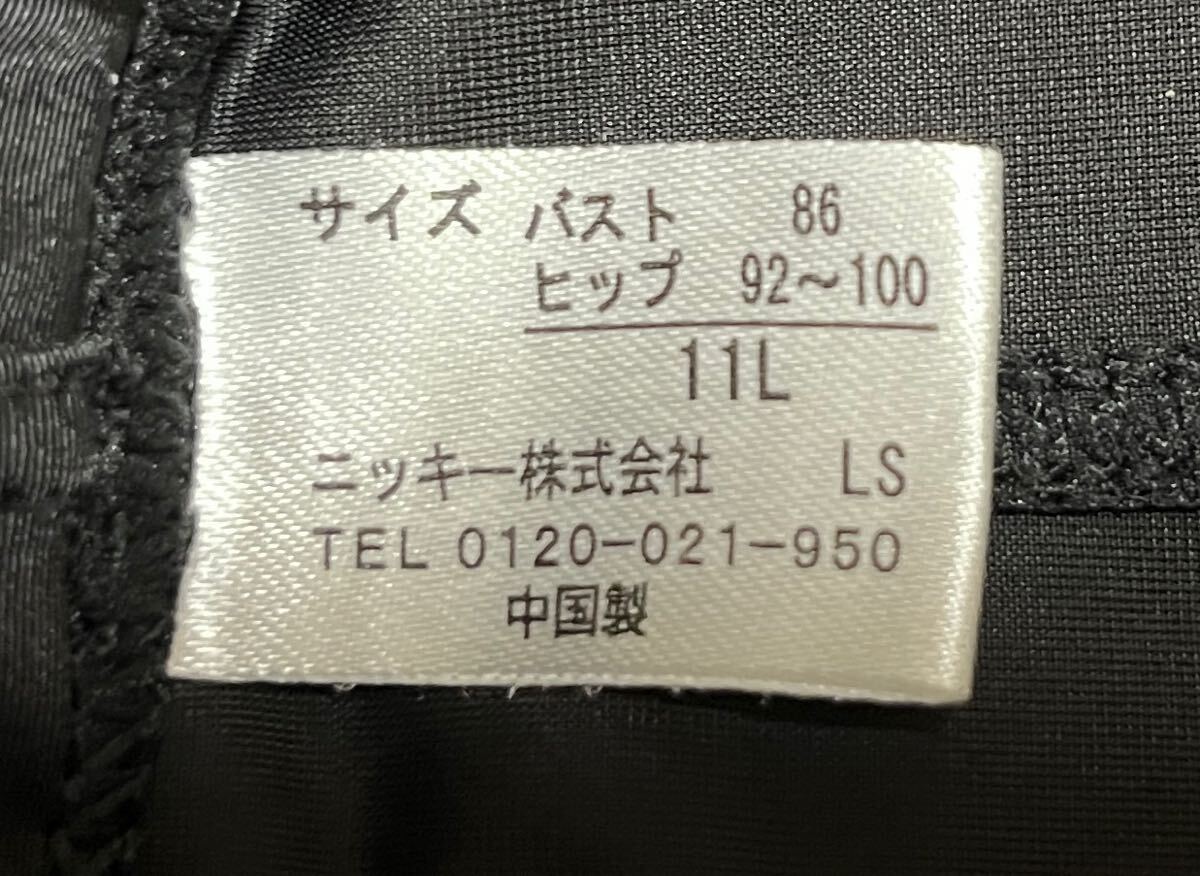 サイズ バスト 86
ヒップ 92〜100
11L
ニッキー株式会社 LS
TEL 0120-021-950
中国製